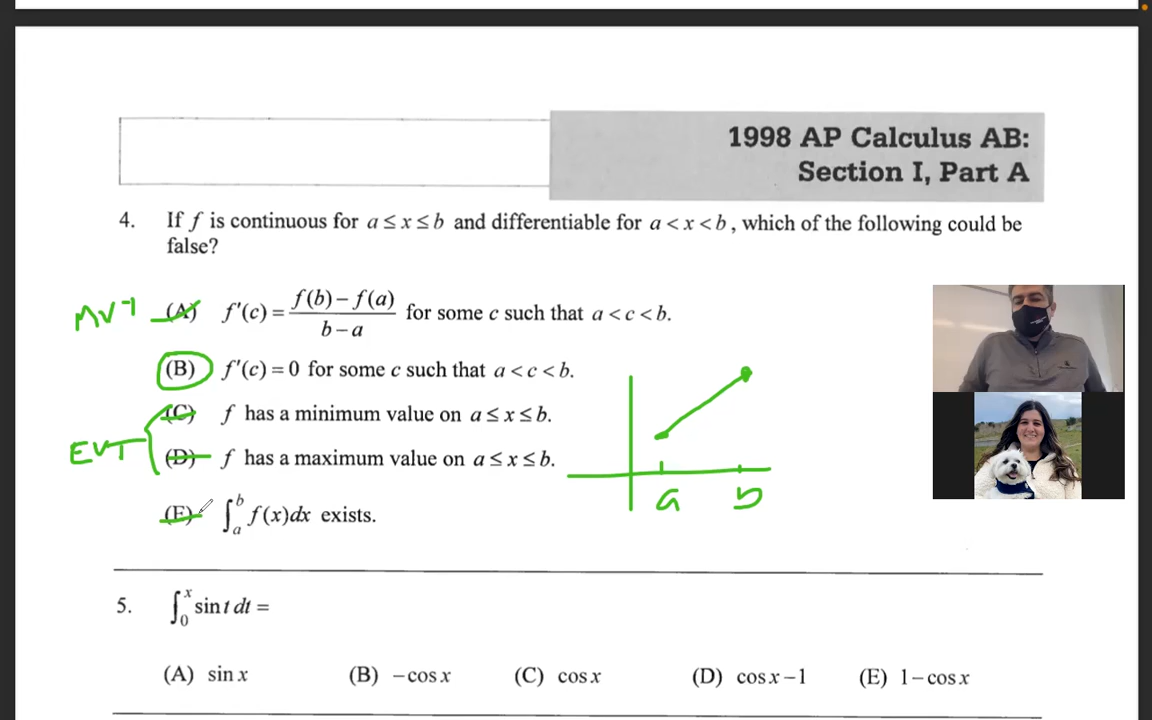 1998 AP Calculus AB:
Section I, Part A
4. If f is continuous for a ≤ x ≤ b and differentiable for a < x < b, which of the following could be
false?
MVT (A) f'(c) = (f(b) − f(a))/(b − a) for some c such that a < c < b.
(B) f'(c) = 0 for some c such that a < c < b.
(C) f has a minimum value on a ≤ x ≤ b.
EVT
(D) f has a maximum value on a ≤ x ≤ b.
a b
(E) ∫_a^b f(x)dx exists.
5. ∫_0^x sin t dt =
(A) sin x (B) −cos x (C) cos x (D) cos x − 1 (E) 1 − cos x